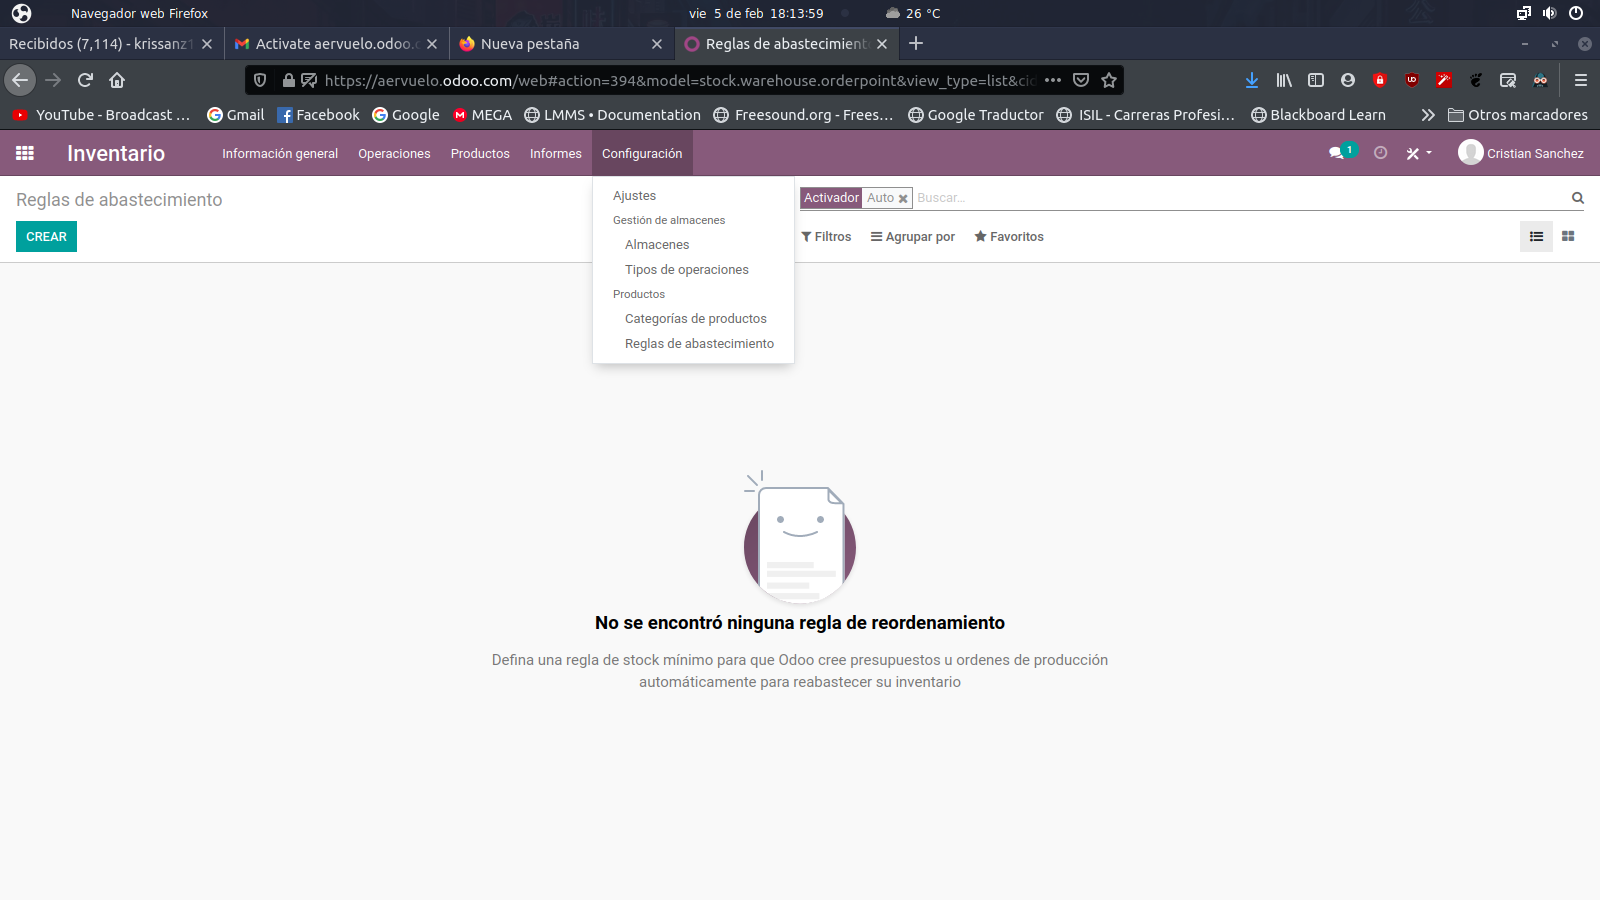 Navegador web Firefox
vie 5 de feb 18:13:59
26 °C
Recibidos (7,114) - krissanz1
Activate aervuelo.odoo.c
Nueva pestaña
Reglas de abastecimient
https://aervuelo.odoo.com/web#action=394&model=stock.warehouse.orderpoint&view_type=list&cid
YouTube - Broadcast …
Gmail
Facebook
Google
MEGA
LMMS • Documentation
Freesound.org - Frees…
Google Traductor
ISIL - Carreras Profesi…
Blackboard Learn
Otros marcadores
Inventario
Información general
Operaciones
Productos
Informes
Configuración
1
Cristian Sanchez
Reglas de abastecimiento
CREAR
Ajustes
Gestión de almacenes
Almacenes
Tipos de operaciones
Productos
Categorías de productos
Reglas de abastecimiento
Activador
Auto
Buscar...
Filtros
Agrupar por
Favoritos
No se encontró ninguna regla de reordenamiento
Defina una regla de stock mínimo para que Odoo cree presupuestos u ordenes de producción
automáticamente para reabastecer su inventario